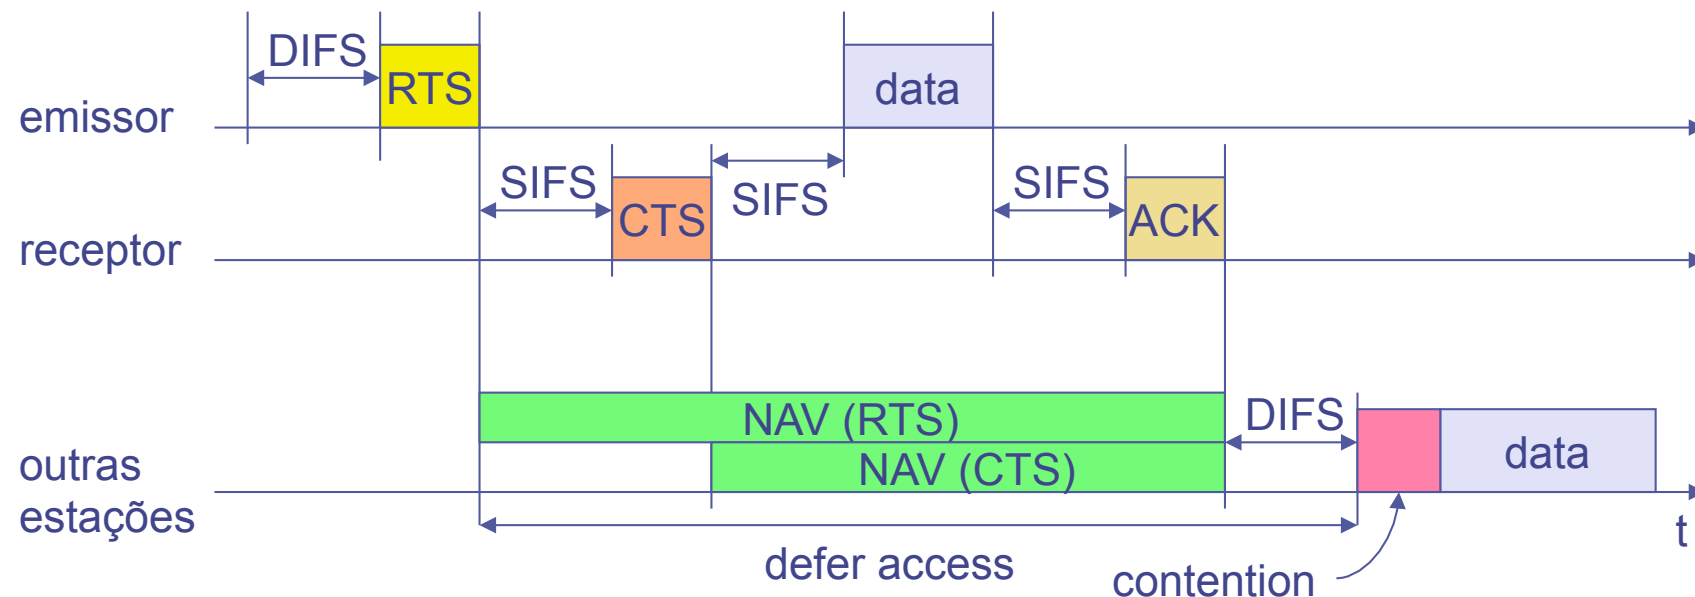 DIFS
RTS
data
emissor
SIFS
CTS
SIFS
SIFS
ACK
receptor
NAV (RTS)
DIFS
NAV (CTS)
data
outras
estações
t
defer access
contention